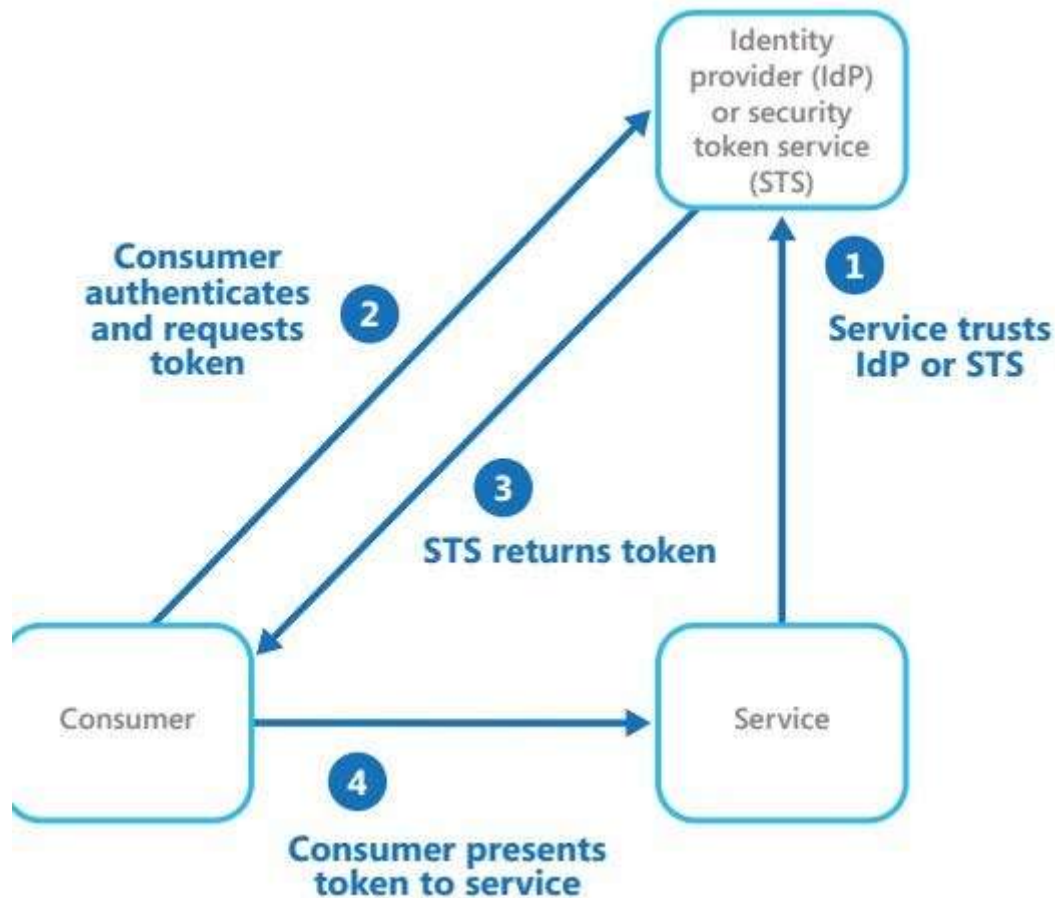 Identity
provider (IdP)
or security
token service
(STS)
1
Service trusts
IdP or STS
Consumer
authenticates
and requests
token
2
3
STS returns token
Consumer
Service
4
Consumer presents
token to service